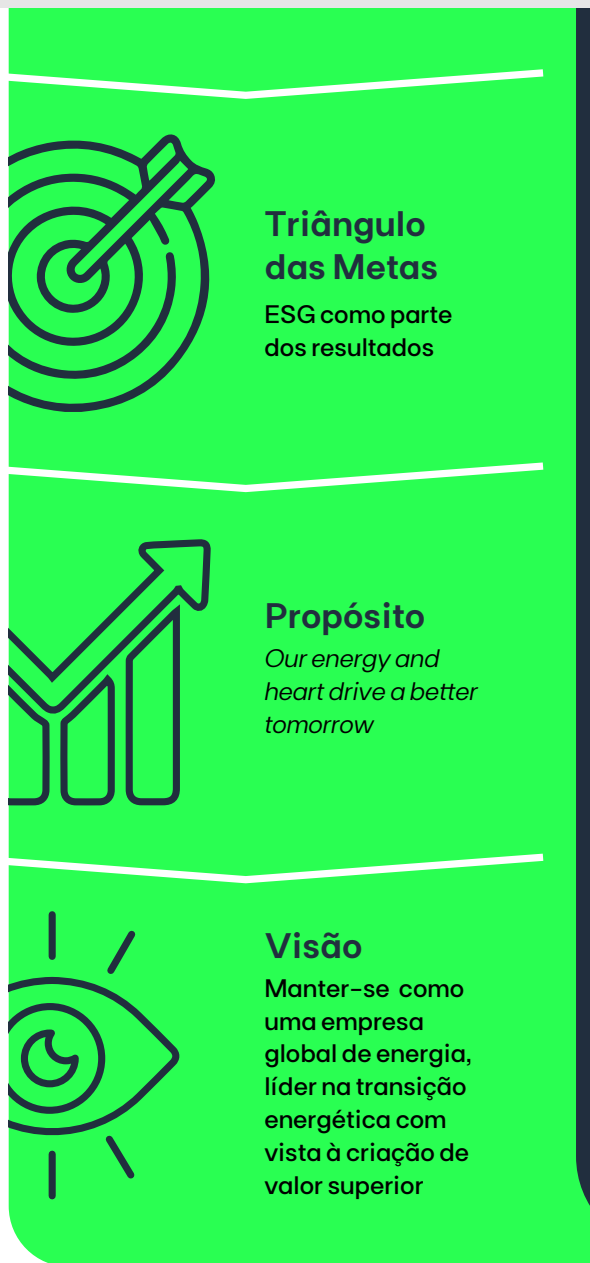 Triângulo
das Metas
ESG como parte
dos resultados
Propósito
Our energy and
heart drive a better
tomorrow
Visão
Manter-se como
uma empresa
global de energia,
líder na transição
energética com
vista à criação de
valor superior